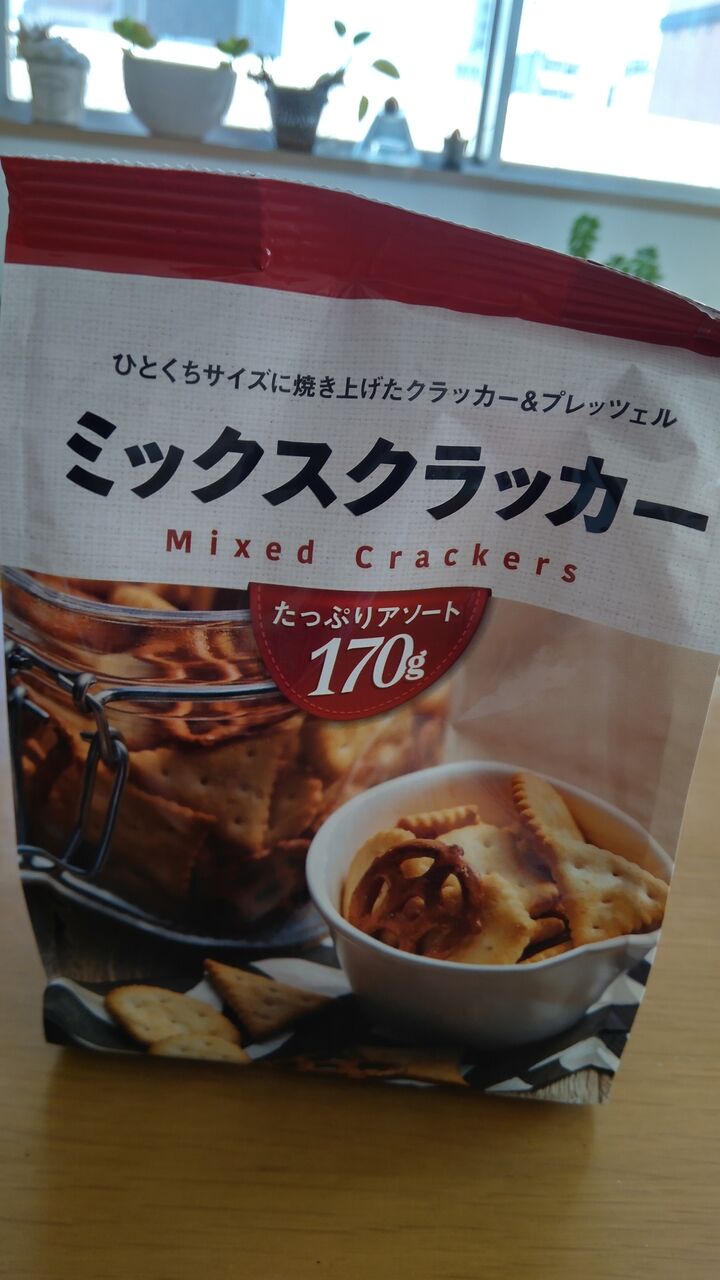 ひとくちサイズに焼き上げたクラッカー&プレッツェル
ミックスクラッカー
Mixed Crackers
たっぷりアソート
170g